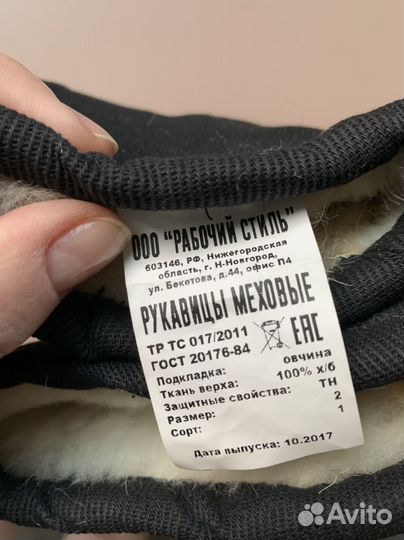 ООО "РАБОЧИЙ СТИЛЬ"
603146, РФ, Нижегородская
область, г. Н-Новгород,
ул. Бекетова, д.44, офис П4
РУКАВИЦЫ МЕХОВЫЕ
ТР ТС 017/2011
ГОСТ 20176-84
EAC
Подкладка: овчина
Ткань верха: 100% х/б
Защитные свойства: ТН
Размер: 2
Сорт: 1
Дата выпуска: 10.2017
Avito